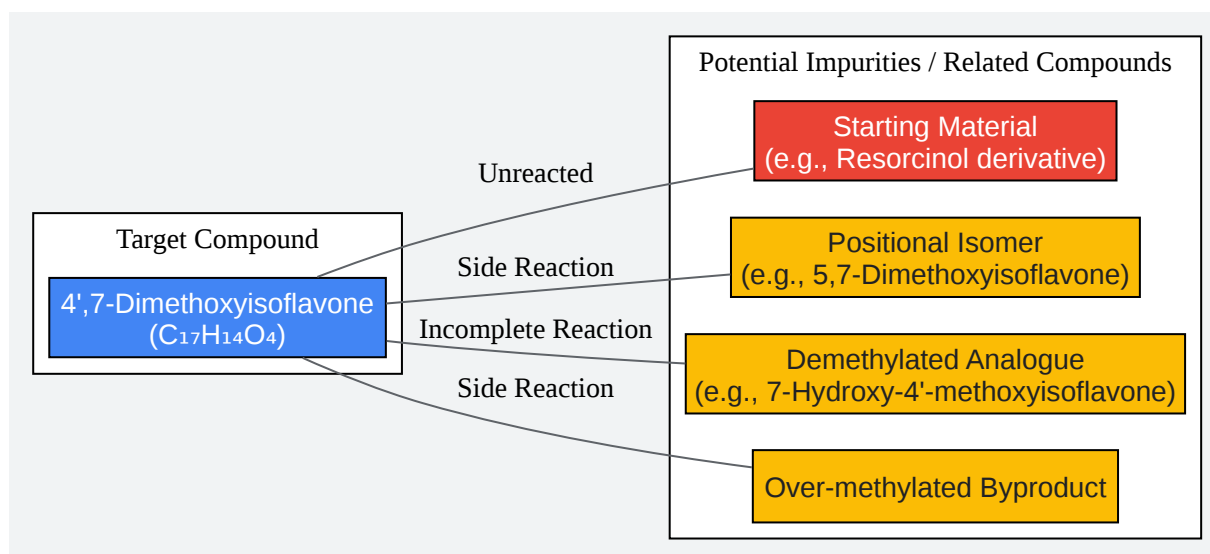 Potential Impurities / Related Compounds
Starting Material
(e.g., Resorcinol derivative)
Unreacted
Target Compound
4',7-Dimethoxyisoflavone
(C₁₇H₁₄O₄)
Side Reaction
Positional Isomer
(e.g., 5,7-Dimethoxyisoflavone)
Incomplete Reaction
Demethylated Analogue
(e.g., 7-Hydroxy-4'-methoxyisoflavone)
Side Reaction
Over-methylated Byproduct